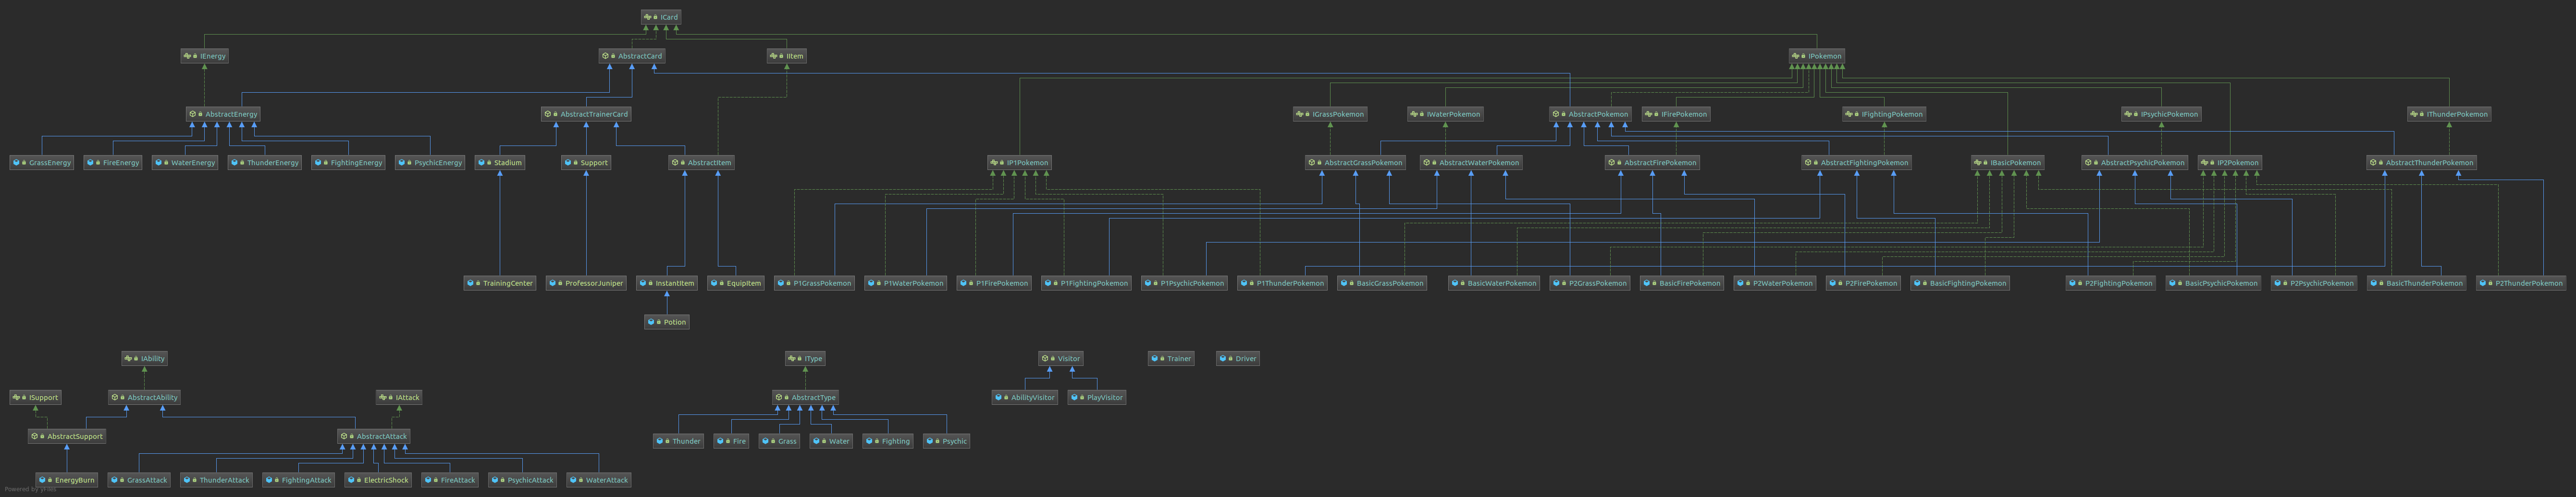 ICard
IEnergy AbstractCard IItem IPokemon
AbstractEnergy AbstractTrainerCard IGrassPokemon IWaterPokemon AbstractPokemon IFirePokemon IFightingPokemon IPsychicPokemon IThunderPokemon
GrassEnergy FireEnergy WaterEnergy ThunderEnergy FightingEnergy PsychicEnergy Stadium Support AbstractItem IP1Pokemon AbstractGrassPokemon AbstractWaterPokemon AbstractFirePokemon AbstractFightingPokemon IBasicPokemon AbstractPsychicPokemon IP2Pokemon AbstractThunderPokemon
TrainingCenter ProfessorJuniper InstantItem EquipItem P1GrassPokemon P1WaterPokemon P1FirePokemon P1FightingPokemon P1PsychicPokemon P1ThunderPokemon BasicGrassPokemon BasicWaterPokemon P2GrassPokemon BasicFirePokemon P2WaterPokemon P2FirePokemon BasicFightingPokemon P2FightingPokemon BasicPsychicPokemon P2PsychicPokemon BasicThunderPokemon P2ThunderPokemon
Potion
IAbility IType Visitor Trainer Driver
ISupport AbstractAbility IAttack AbstractType AbilityVisitor PlayVisitor
AbstractSupport AbstractAttack Thunder Fire Grass Water Fighting Psychic
EnergyBurn GrassAttack ThunderAttack FightingAttack ElectricShock FireAttack PsychicAttack WaterAttack
Powered by